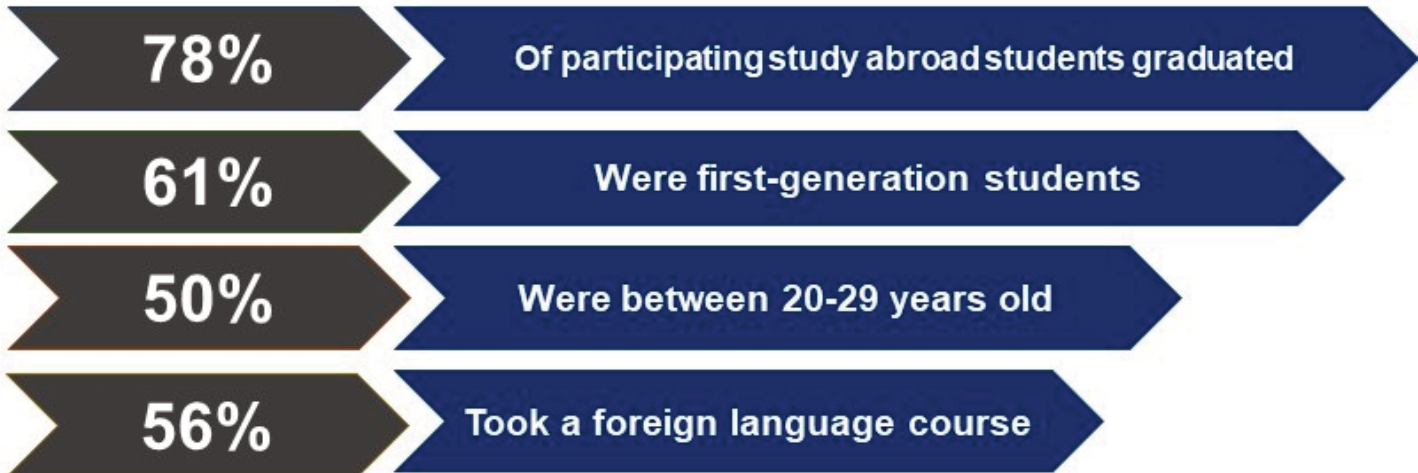 78%
Of participating study abroad students graduated
61%
Were first-generation students
50%
Were between 20-29 years old
56%
Took a foreign language course